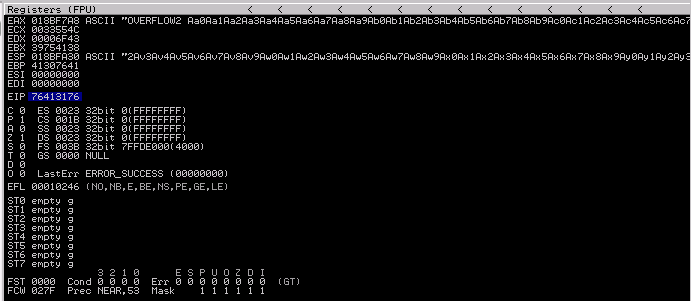 Registers (FPU) < < < < < < < < < < < <
EAX 018BF7A8 ASCII "OVERFLOW2 Aa0Aa1Aa2Aa3Aa4Aa5Aa6Aa7Aa8Aa9Ab0Ab1Ab2Ab3Ab4Ab5Ab6Ab7Ab8Ab9Ac0Ac1Ac2Ac3Ac4Ac5Ac6Ac7
ECX 0033554C
EDX 00006F43
EBX 39754138
ESP 018BFA30 ASCII "2Av3Av4Av5Av6Av7Av8Av9Aw0Aw1Aw2Aw3Aw4Aw5Aw6Aw7Aw8Aw9Ax0Ax1Ax2Ax3Ax4Ax5Ax6Ax7Ax8Ax9Ay0Ay1Ay2Ay3
EBP 41307641
ESI 00000000
EDI 00000000
EIP 76413176
C 0 ES 0023 32bit 0(FFFFFFFF)
P 1 CS 001B 32bit 0(FFFFFFFF)
A 0 SS 0023 32bit 0(FFFFFFFF)
Z 1 DS 0023 32bit 0(FFFFFFFF)
S 0 FS 003B 32bit 7FFDE000(4000)
T 0 GS 0000 NULL
D 0
O 0 LastErr ERROR_SUCCESS (00000000)
EFL 00010246 (NO,NB,E,BE,NS,PE,GE,LE)
ST0 empty g
ST1 empty g
ST2 empty g
ST3 empty g
ST4 empty g
ST5 empty g
ST6 empty g
ST7 empty g
3 2 1 0 E S P U O Z D I
FST 0000 Cond 0 0 0 0 Err 0 0 0 0 0 0 0 0 (GT)
FCW 027F Prec NEAR,53 Mask 1 1 1 1 1 1